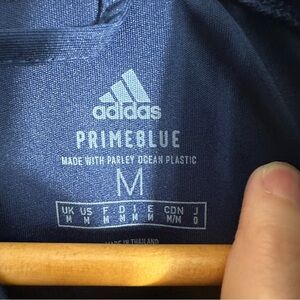 adidas
PRIMEBLUE
MADE WITH PARLEY OCEAN PLASTIC
M
UK US F D I E CDN J
M M M M M M M/M O
MADE IN THAILAND